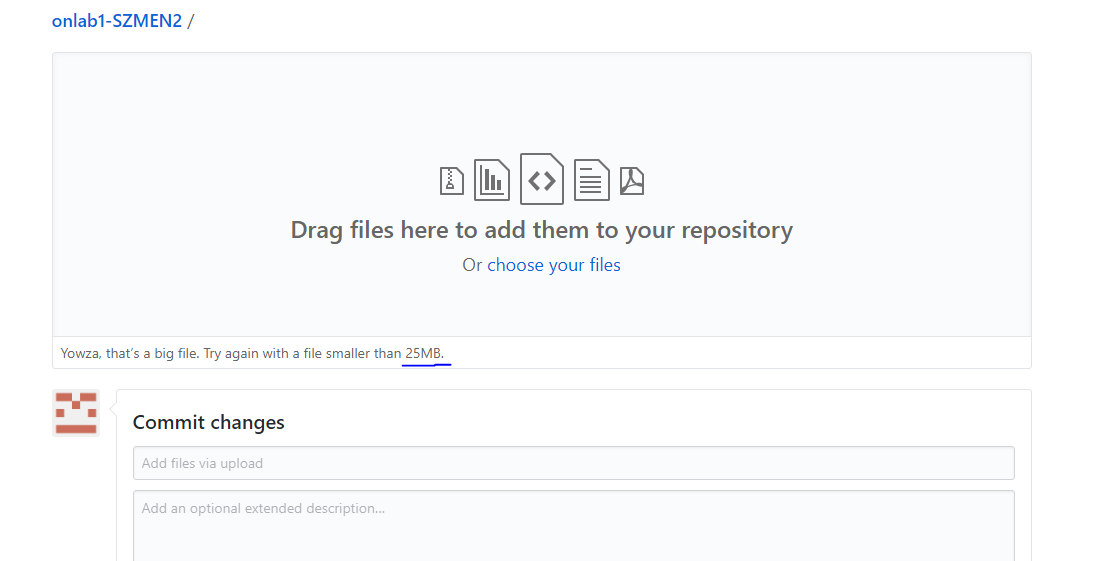 onlab1-SZMEN2 /
Drag files here to add them to your repository
Or choose your files
Yowza, that’s a big file. Try again with a file smaller than 25MB.
Commit changes
Add files via upload
Add an optional extended description...